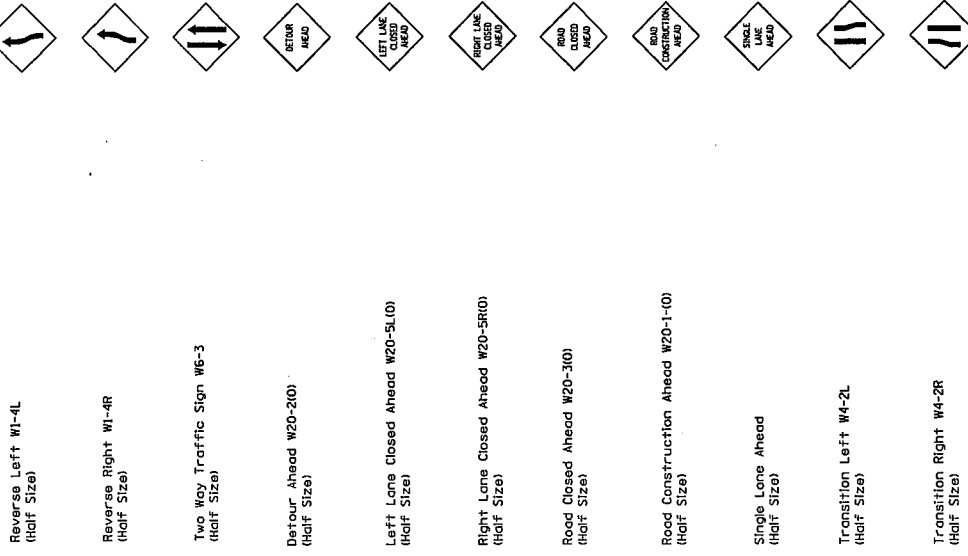 Reverse Left W1-4L
(Half Size)
Reverse Right W1-4R
(Half Size)
Two Way Traffic Sign W6-3
(Half Size)
Detour Ahead W20-2(O)
(Half Size)
DETOUR
AHEAD
Left Lane Closed Ahead W20-5L(O)
(Half Size)
LEFT LANE
CLOSED
AHEAD
Right Lane Closed Ahead W20-5R(O)
(Half Size)
RIGHT LANE
CLOSED
AHEAD
Road Closed Ahead W20-3(O)
(Half Size)
ROAD
CLOSED
AHEAD
Road Construction Ahead W20-1-(O)
(Half Size)
ROAD
CONSTRUCTION
AHEAD
Single Lane Ahead
(Half Size)
SINGLE
LANE
AHEAD
Transition Left W4-2L
(Half Size)
Transition Right W4-2R
(Half Size)